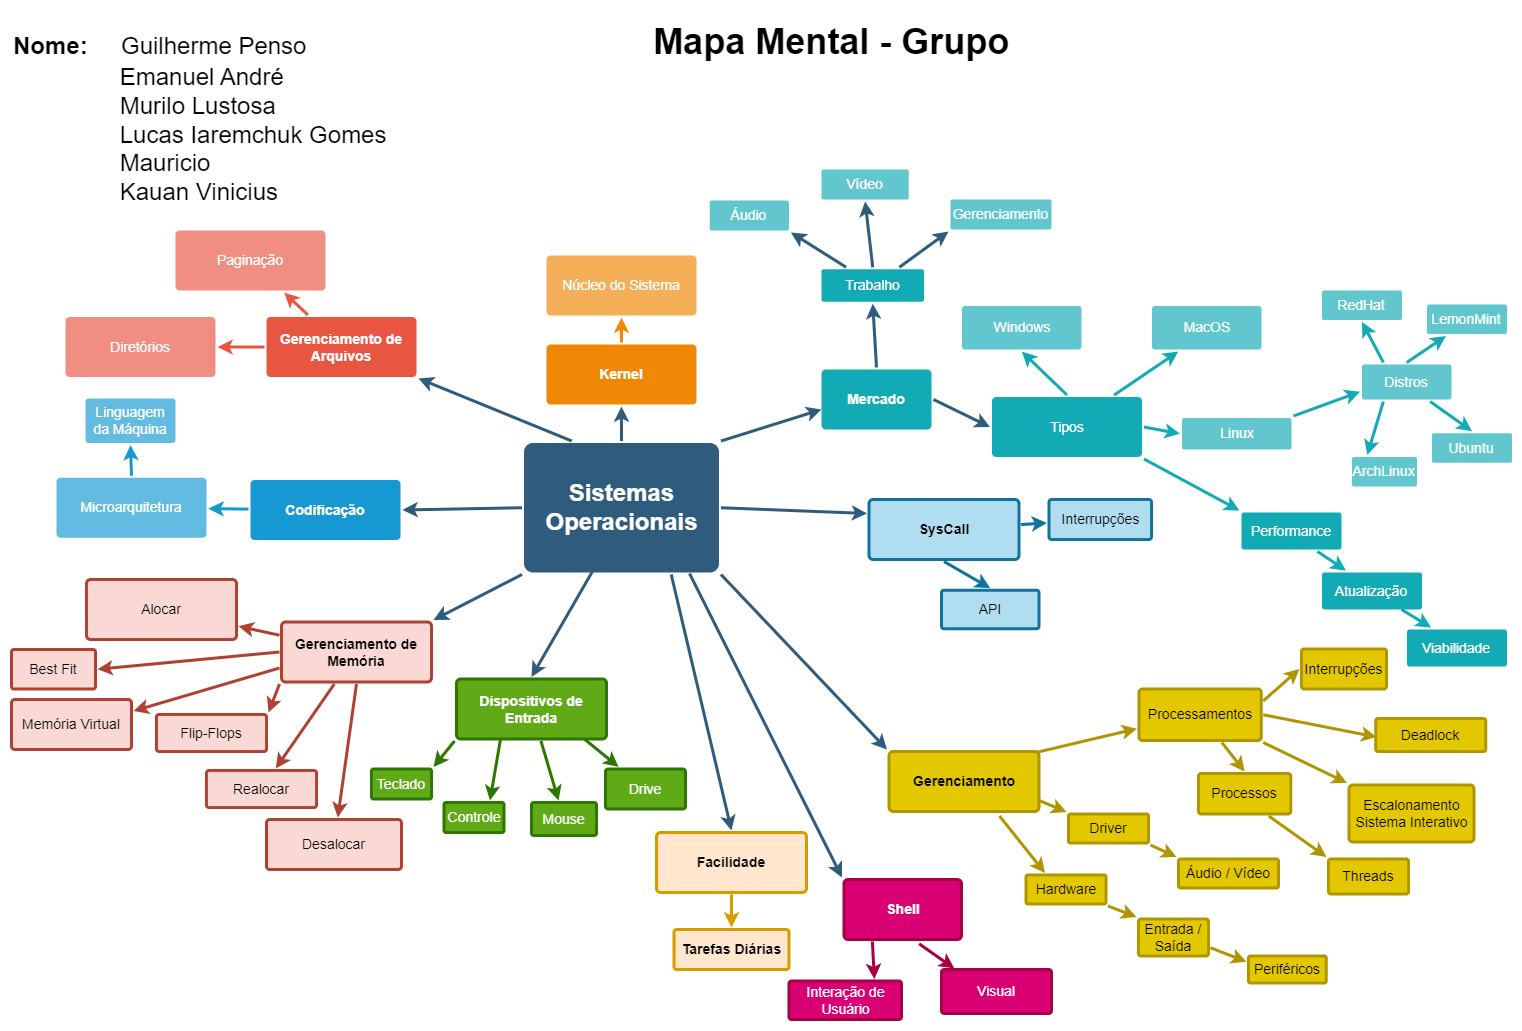 Mapa Mental - Grupo
Nome: Guilherme Penso
Emanuel André
Murilo Lustosa
Lucas Iaremchuk Gomes
Mauricio
Kauan Vinicius
Vídeo
Áudio
Gerenciamento
Trabalho
Paginação
Núcleo do Sistema
Diretórios
Gerenciamento de
Arquivos
Kernel
Mercado
Windows
MacOS
RedHat
LemonMint
Distros
Tipos
Linux
Ubuntu
ArchLinux
Linguagem
da Máquina
Microarquitetura
Codificação
Sistemas
Operacionais
SysCall
Interrupções
API
Performance
Atualização
Viabilidade
Alocar
Gerenciamento de
Memória
Best Fit
Memória Virtual
Flip-Flops
Realocar
Desalocar
Dispositivos de
Entrada
Teclado
Controle
Mouse
Drive
Facilidade
Tarefas Diárias
Shell
Interação de
Usuário
Visual
Gerenciamento
Processamentos
Interrupções
Deadlock
Processos
Escalonamento
Sistema Interativo
Threads
Driver
Áudio / Vídeo
Hardware
Entrada /
Saída
Periféricos